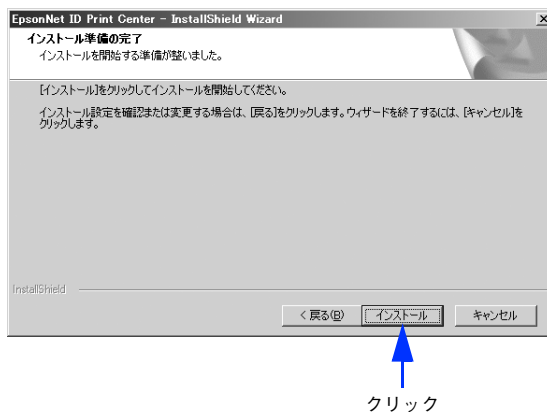 EpsonNet ID Print Center - InstallShield Wizard
インストール準備の完了
インストールを開始する準備が整いました。
[インストール]をクリックしてインストールを開始してください。
インストール設定を確認または変更する場合は、[戻る]をクリックします。ウィザードを終了するには、[キャンセル]を
クリックします。
InstallShield
< 戻る(B) インストール キャンセル
クリック